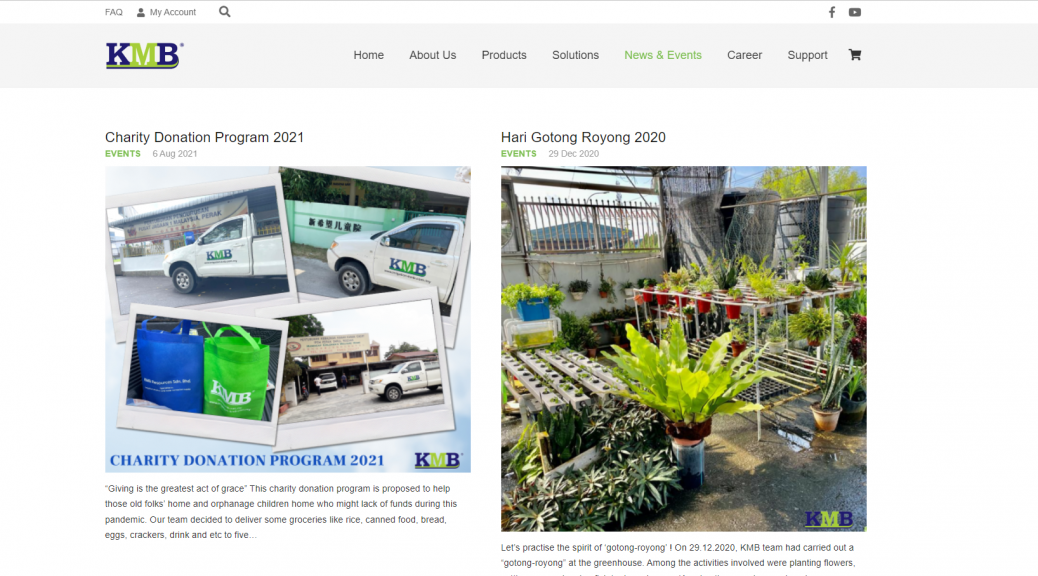 FAQ My Account
KMB
Home About Us Products Solutions News & Events Career Support
Charity Donation Program 2021
EVENTS 6 Aug 2021
KMB
新希望儿童院
KMB
KMB
CHARITY DONATION PROGRAM 2021
KMB
“Giving is the greatest act of grace” This charity donation program is proposed to help
those old folks’ home and orphanage children home who might lack of funds during this
pandemic. Our team decided to deliver some groceries like rice, canned food, bread,
eggs, crackers, drink and etc to five…
Hari Gotong Royong 2020
EVENTS 29 Dec 2020
KMB
Let’s practise the spirit of ‘gotong-royong’ ! On 29.12.2020, KMB team had carried out a
“gotong-royong” at the greenhouse. Among the activities involved were planting flowers,